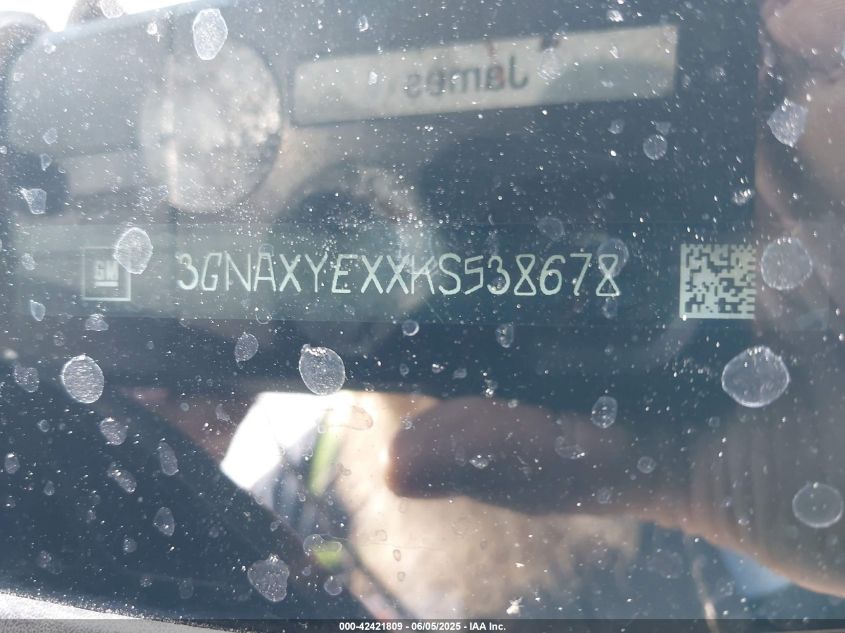 James
GM
3GNAXYEXXKS538678
000-42421809 - 06/05/2025 - IAA Inc.